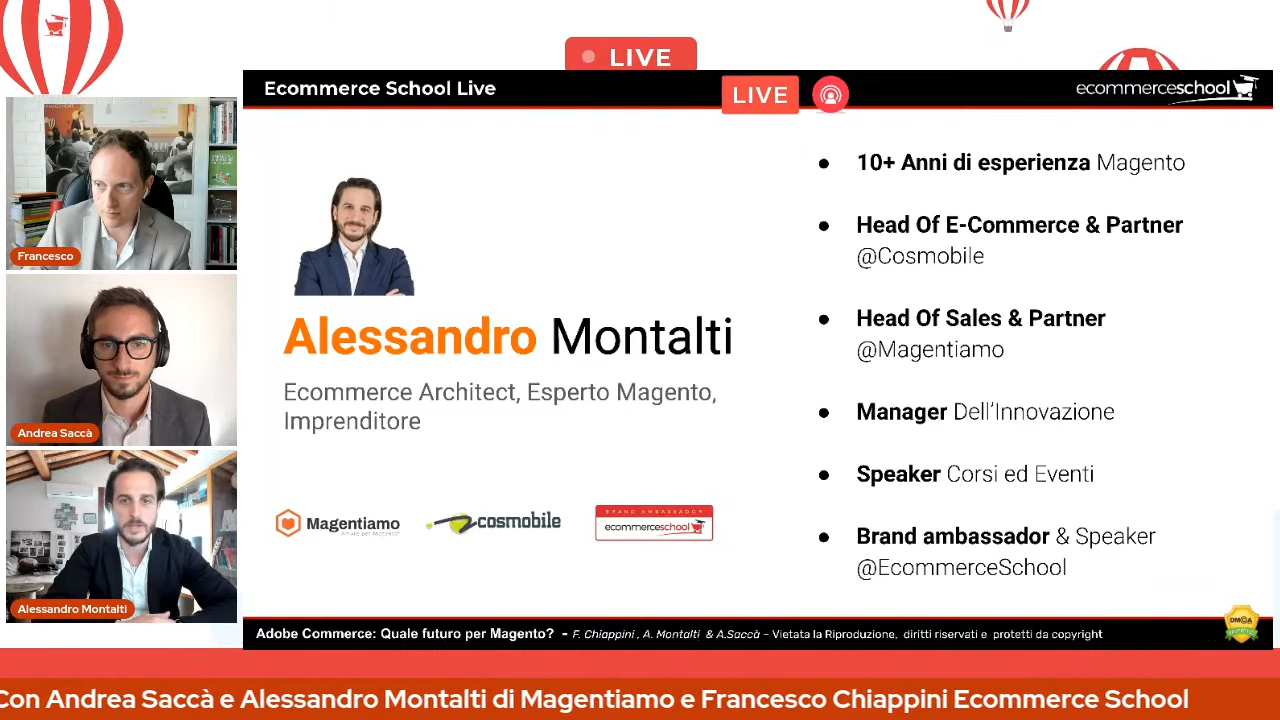 LIVE
Ecommerce School Live
LIVE
ecommerceschool
MANAGEMENT
Francesco
Andrea Saccà
Alessandro Montalti
Alessandro Montalti
Ecommerce Architect, Esperto Magento,
Imprenditore
Magentiamo
cosmobile
BRAND AMBASSADOR
ecommerceschool
10+ Anni di esperienza Magento
Head Of E-Commerce & Partner
@Cosmobile
Head Of Sales & Partner
@Magentiamo
Manager Dell'Innovazione
Speaker Corsi ed Eventi
Brand ambassador & Speaker
@EcommerceSchool
Adobe Commerce: Quale futuro per Magento? - F. Chiappini , A. Montalti & A.Saccà – Vietata la Riproduzione, diritti riservati e protetti da copyright
DMCA
Con Andrea Saccà e Alessandro Montalti di Magentiamo e Francesco Chiappini Ecommerce School